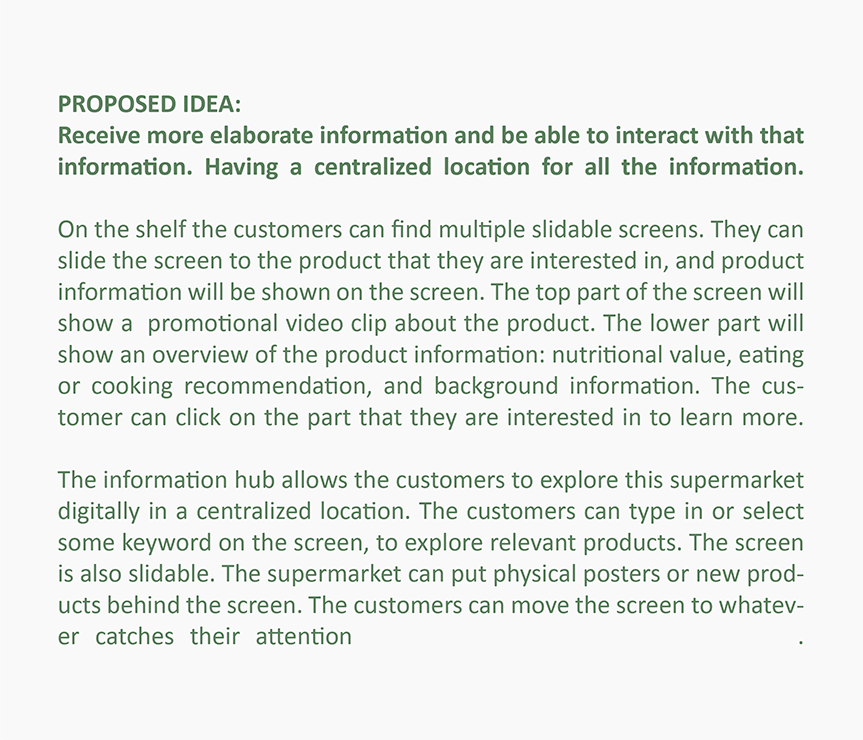 PROPOSED IDEA:
Receive more elaborate information and be able to interact with that
information. Having a centralized location for all the information.
On the shelf the customers can find multiple slidable screens. They can
slide the screen to the product that they are interested in, and product
information will be shown on the screen. The top part of the screen will
show a  promotional video clip about the product. The lower part will
show an overview of the product information: nutritional value, eating
or cooking recommendation, and background information. The cus-
tomer can click on the part that they are interested in to learn more.
The information hub allows the customers to explore this supermarket
digitally in a centralized location. The customers can type in or select
some keyword on the screen, to explore relevant products. The screen
is also slidable. The supermarket can put physical posters or new prod-
ucts behind the screen. The customers can move the screen to whatev-
er catches their attention .